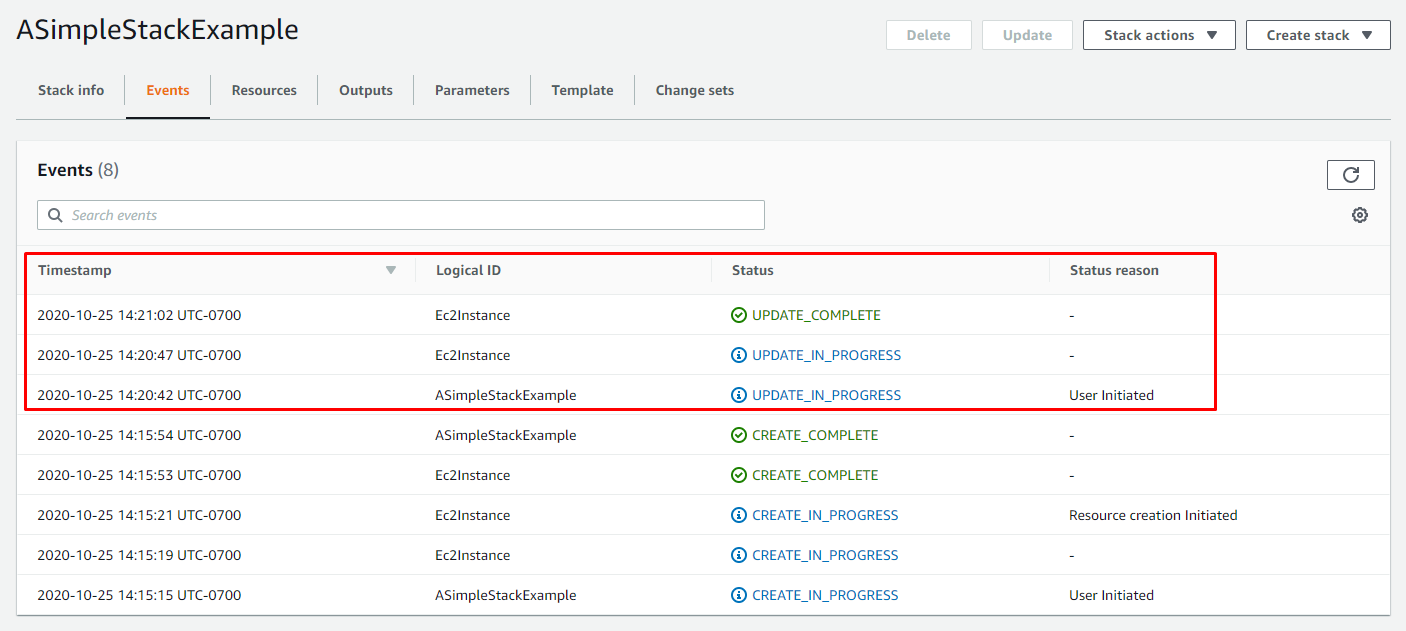 ASimpleStackExample
Delete Update Stack actions Create stack
Stack info Events Resources Outputs Parameters Template Change sets
Events (8)
Search events
Timestamp Logical ID Status Status reason
2020-10-25 14:21:02 UTC-0700 Ec2Instance UPDATE_COMPLETE -
2020-10-25 14:20:47 UTC-0700 Ec2Instance UPDATE_IN_PROGRESS -
2020-10-25 14:20:42 UTC-0700 ASimpleStackExample UPDATE_IN_PROGRESS User Initiated
2020-10-25 14:15:54 UTC-0700 ASimpleStackExample CREATE_COMPLETE -
2020-10-25 14:15:53 UTC-0700 Ec2Instance CREATE_COMPLETE -
2020-10-25 14:15:21 UTC-0700 Ec2Instance CREATE_IN_PROGRESS Resource creation Initiated
2020-10-25 14:15:19 UTC-0700 Ec2Instance CREATE_IN_PROGRESS -
2020-10-25 14:15:15 UTC-0700 ASimpleStackExample CREATE_IN_PROGRESS User Initiated